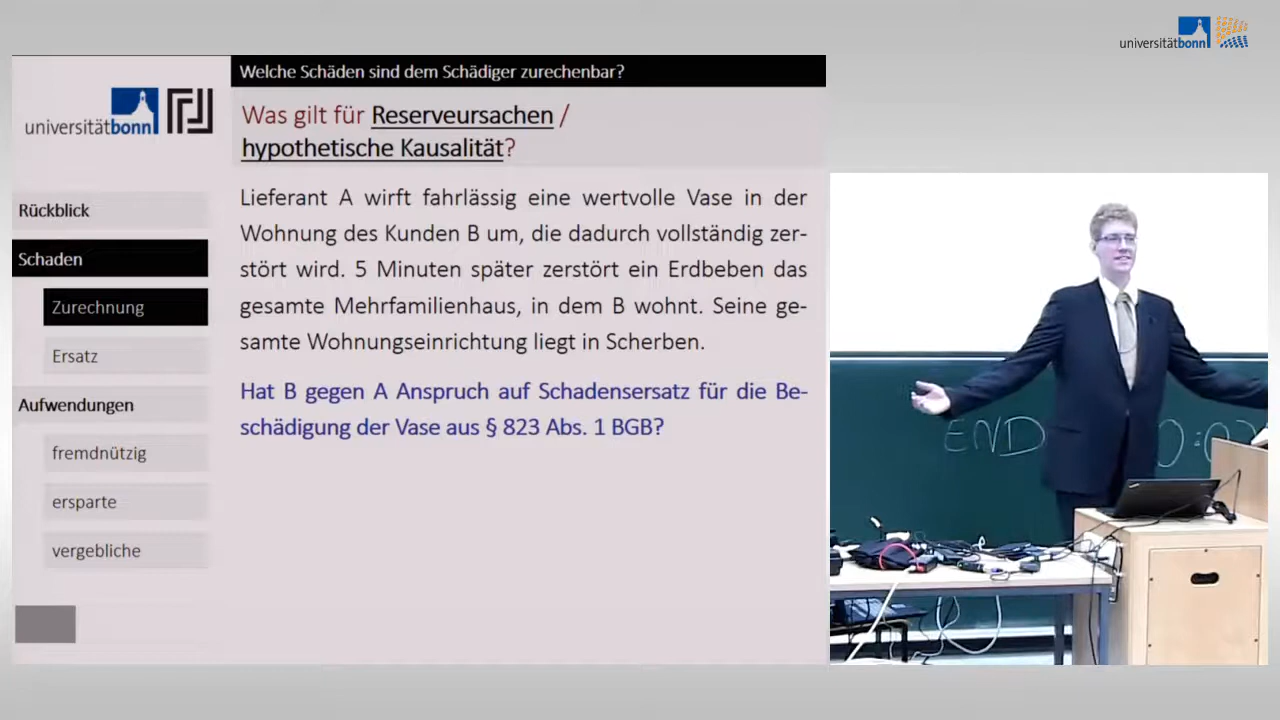 universitätbonn
Welche Schäden sind dem Schädiger zurechenbar?
universitätbonn
Was gilt für Reserveursachen /
hypothetische Kausalität?
Rückblick
Schaden
Zurechnung
Ersatz
Aufwendungen
fremdnützig
ersparte
vergebliche
Lieferant A wirft fahrlässig eine wertvolle Vase in der
Wohnung des Kunden B um, die dadurch vollständig zer-
stört wird. 5 Minuten später zerstört ein Erdbeben das
gesamte Mehrfamilienhaus, in dem B wohnt. Seine ge-
samte Wohnungseinrichtung liegt in Scherben.
Hat B gegen A Anspruch auf Schadensersatz für die Be-
schädigung der Vase aus § 823 Abs. 1 BGB?
END